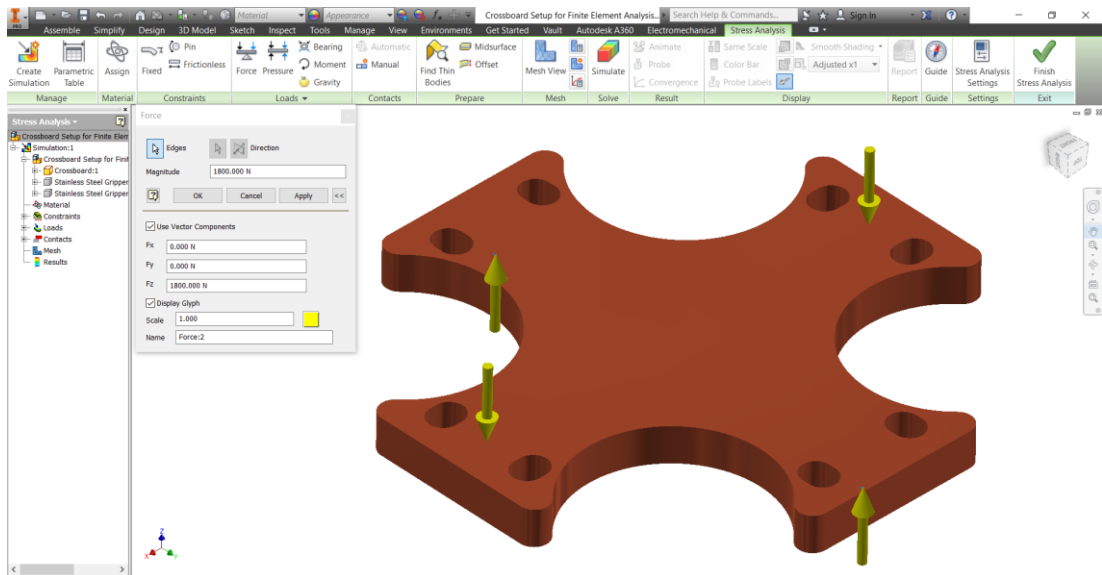 PRO
Material
Appearance
Crossboard Setup for Finite Element Analysis...
Search Help & Commands...
Sign In
Assemble Simplify Design 3D Model Sketch Inspect Tools Manage View Environments Get Started Vault Autodesk A360 Electromechanical Stress Analysis
Create Simulation
Parametric Table
Assign
Fixed
Pin
Frictionless
Force
Pressure
Bearing
Moment
Gravity
Automatic
Manual
Find Thin Bodies
Midsurface
Offset
Mesh View
Simulate
Animate
Probe
Convergence
Same Scale
Color Bar
Probe Labels
Smooth Shading
Adjusted x1
Report
Guide
Stress Analysis Settings
Finish Stress Analysis
Manage Material Constraints Loads Contacts Prepare Mesh Solve Result Display Report Guide Settings Exit
Stress Analysis
Crossboard Setup for Finite Elem
Simulation:1
Crossboard Setup for Finit
Crossboard:1
Stainless Steel Gripper
Stainless Steel Gripper
Material
Constraints
Loads
Contacts
Mesh
Results
Force
Edges
Direction
Magnitude 1800.000 N
OK Cancel Apply <<
Use Vector Components
Fx 0.000 N
Fy 0.000 N
Fz 1800.000 N
Display Glyph
Scale 1.000
Name Force:2
Z
X
Y